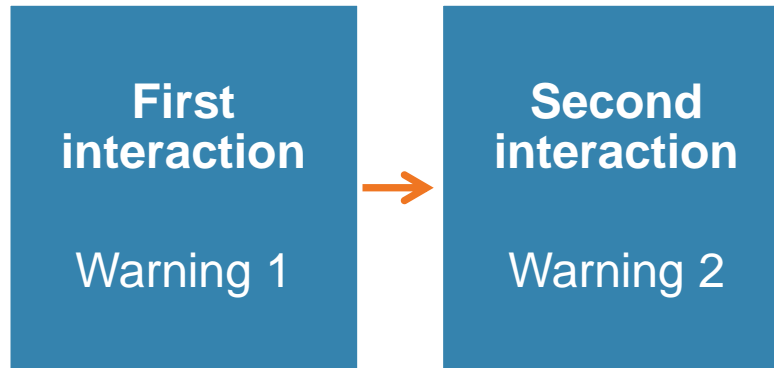 First
interaction
Warning 1
Second
interaction
Warning 2